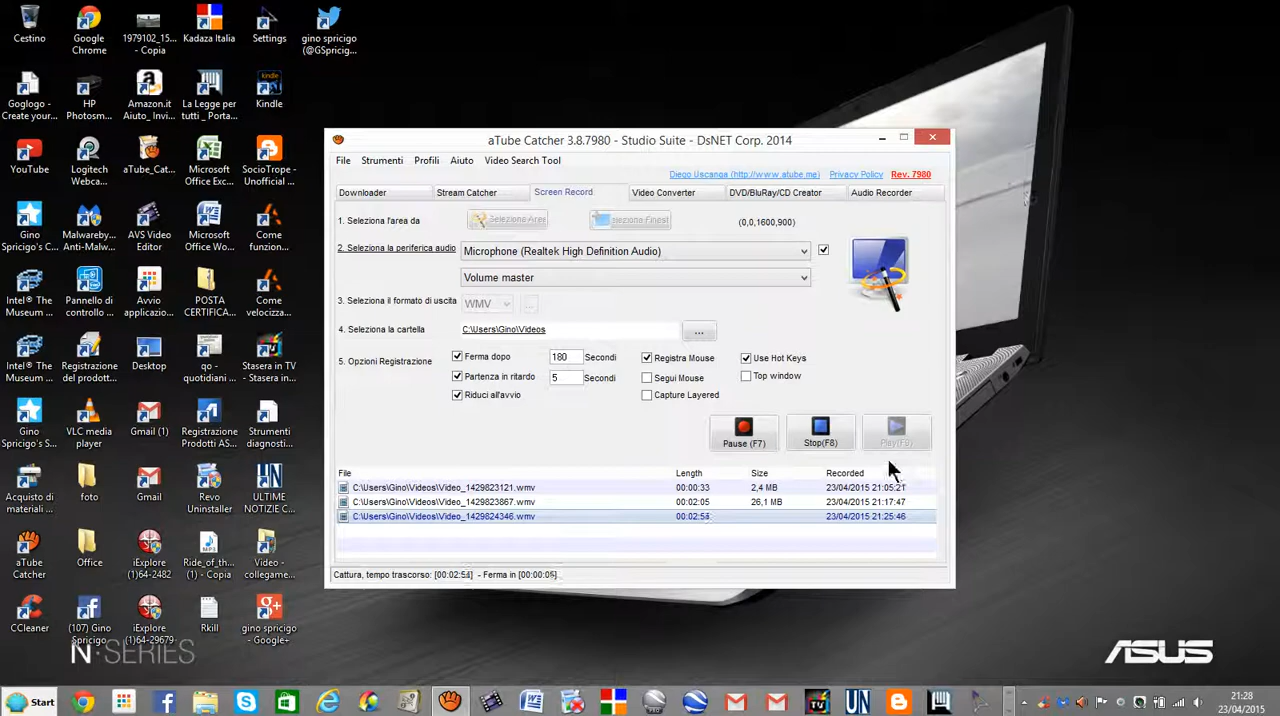 Cestino
Google Chrome
1979102_15... - Copia
Kadaza Italia
Settings
gino spricigo (@GSpricig...
Goglogo - Create your...
HP Photosm...
Amazon.it Aiuto_ Invi...
La Legge per tutti _ Porta...
kindle
Kindle
YouTube
Logitech Webca...
aTube_Cat...
Microsoft Office Exc...
SocioTrope - Unofficial ...
Gino Spricigo's C...
Malwareby... Anti-Malw...
AVS Video Editor
Microsoft Office Wo...
Come funzion...
Intel® The Museum ...
Pannello di controllo ...
Avvio applicazio...
POSTA CERTIFICA...
Come velocizza...
Intel® The Museum ...
Registrazione del prodott...
Desktop
qo - quotidiani ...
Stasera in TV - Stasera in ...
Gino Spricigo's S...
VLC media player
Gmail (1)
Registrazione Prodotti AS...
Strumenti diagnosti...
Acquisto di materiali ...
foto
Gmail
Revo Uninstaller
UN
ULTIME NOTIZIE C...
aTube Catcher
Office
iExplore (1)64-2482
Ride_of_th... (1) - Copia
Video - collegame...
CCleaner
(107) Gino Spricigo
iExplore (1)64-29679-
Rkill
gino spricigo - Google+
aTube Catcher 3.8.7980 - Studio Suite - DsNET Corp. 2014
File Strumenti Profili Aiuto Video Search Tool
Diego Uscanga (http://www.atube.me) Privacy Policy Rev. 7980
Downloader Stream Catcher Screen Record Video Converter DVD/BluRay/CD Creator Audio Recorder
1. Seleziona l'area da Seleziona Area Seleziona Finest (0,0,1600,900)
2. Seleziona la periferica audio Microphone (Realtek High Definition Audio)
Volume master
3. Seleziona il formato di uscita WMV ...
4. Seleziona la cartella C:\Users\Gino\Videos ...
5. Opzioni Registrazione Ferma dopo 180 Secondi Registra Mouse Use Hot Keys
Partenza in ritardo 5 Secondi Segui Mouse Top window
Riduci all'avvio Capture Layered
Pause (F7) Stop(F8) Play(F9)
File Length Size Recorded
C:\Users\Gino\Videos\Video_1429823121.wmv 00:00:33 2,4 MB 23/04/2015 21:05:21
C:\Users\Gino\Videos\Video_1429823867.wmv 00:02:05 26,1 MB 23/04/2015 21:17:47
C:\Users\Gino\Videos\Video_1429824346.wmv 23/04/2015 21:25:46
Cattura, tempo trascorso: [00:02:54] - Ferma in [00:00:05]
N·SERIES
ASUS
Start
UN
21:28
23/04/2015